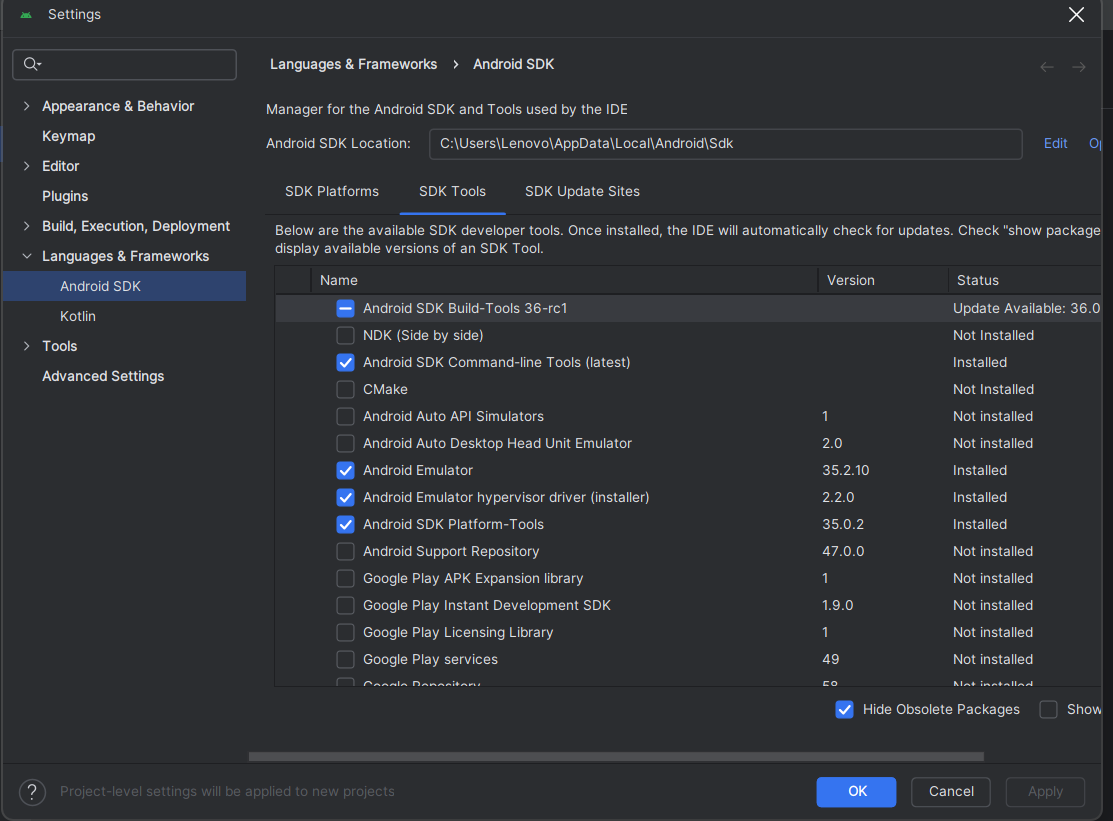 Settings
Languages & Frameworks › Android SDK
Appearance & Behavior
Keymap
Editor
Plugins
Build, Execution, Deployment
Languages & Frameworks
Android SDK
Kotlin
Tools
Advanced Settings
Manager for the Android SDK and Tools used by the IDE
Android SDK Location: C:\Users\Lenovo\AppData\Local\Android\Sdk Edit
SDK Platforms SDK Tools SDK Update Sites
Below are the available SDK developer tools. Once installed, the IDE will automatically check for updates. Check "show package
display available versions of an SDK Tool.
Name Version Status
Android SDK Build-Tools 36-rc1 Update Available: 36.0
NDK (Side by side) Not Installed
Android SDK Command-line Tools (latest) Installed
CMake Not Installed
Android Auto API Simulators 1 Not installed
Android Auto Desktop Head Unit Emulator 2.0 Not installed
Android Emulator 35.2.10 Installed
Android Emulator hypervisor driver (installer) 2.2.0 Installed
Android SDK Platform-Tools 35.0.2 Installed
Android Support Repository 47.0.0 Not installed
Google Play APK Expansion library 1 Not installed
Google Play Instant Development SDK 1.9.0 Not installed
Google Play Licensing Library 1 Not installed
Google Play services 49 Not installed
Google Repository 58 Not installed
Hide Obsolete Packages Show
? Project-level settings will be applied to new projects
OK Cancel Apply